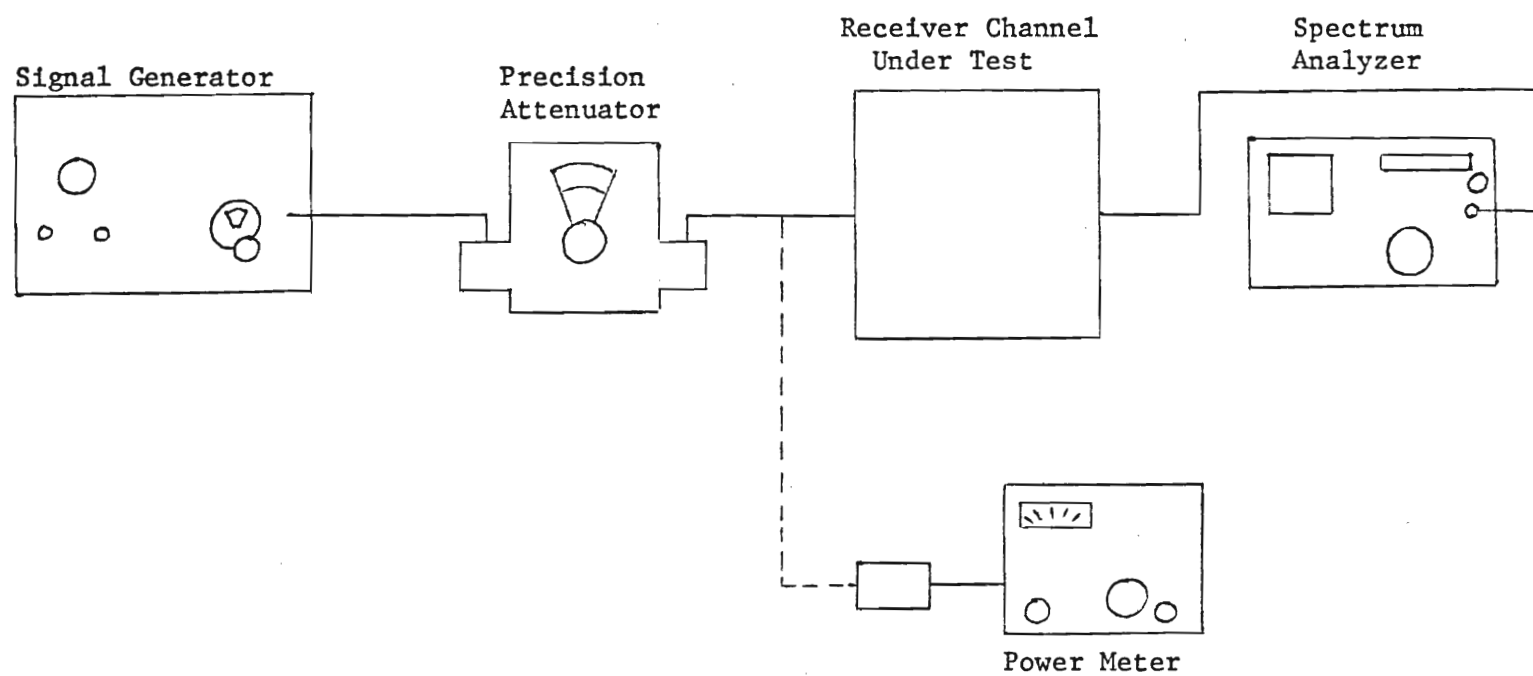 Signal Generator
Precision
Attenuator
Receiver Channel
Under Test
Spectrum
Analyzer
Power Meter